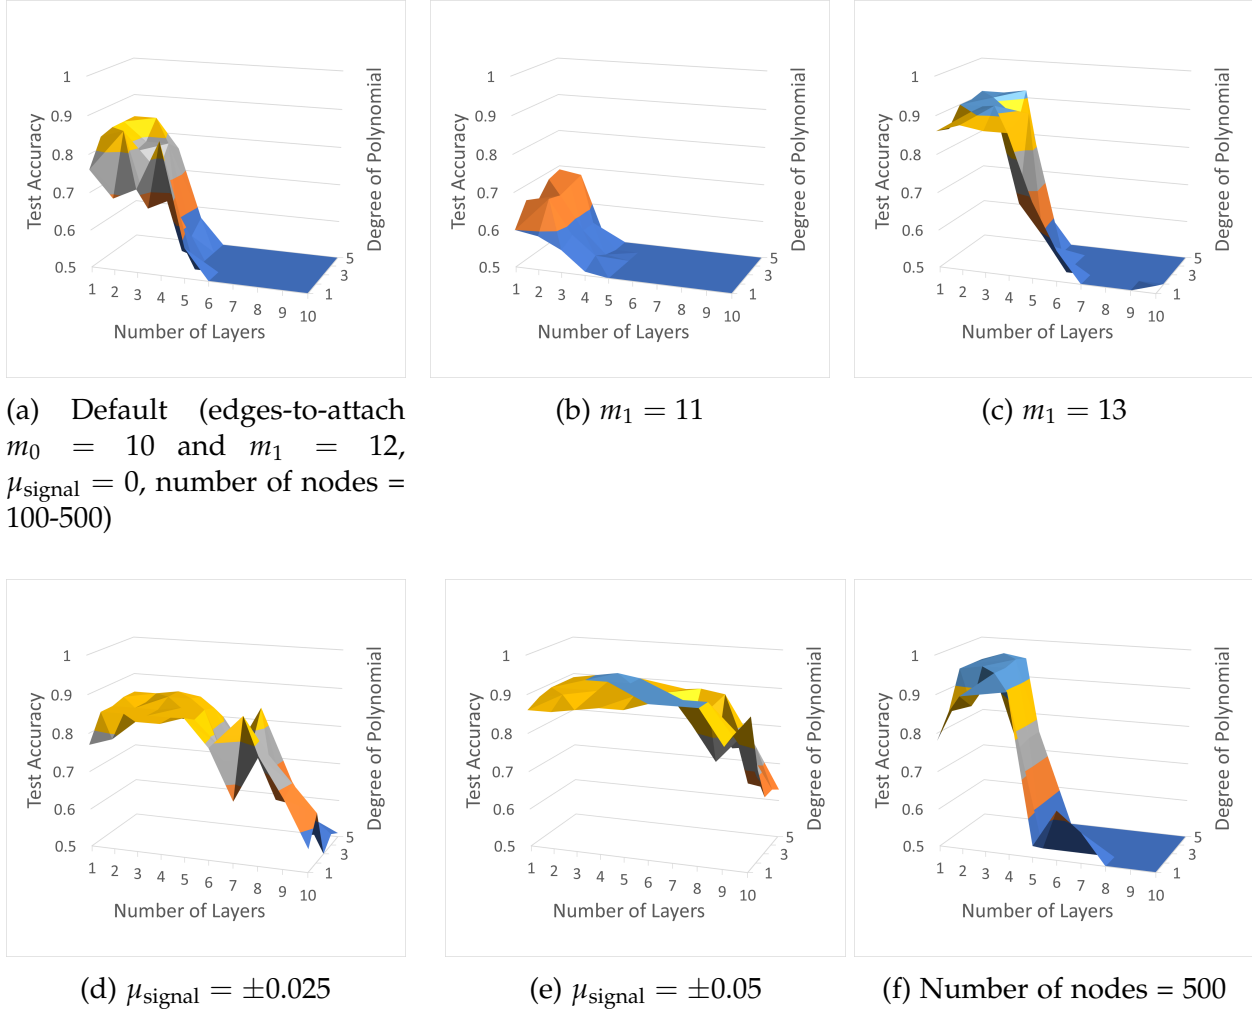 1
0.9
0.8
0.7
0.6
0.5
Test Accuracy
1 2 3 4 5 6 7 8 9 10
Number of Layers
5
3
1
Degree of Polynomial
(a) Default (edges-to-attach
m₀ = 10 and m₁ = 12,
μsignal = 0, number of nodes =
100-500)
1
0.9
0.8
0.7
0.6
0.5
Test Accuracy
1 2 3 4 5 6 7 8 9 10
Number of Layers
5
3
1
Degree of Polynomial
(b) m₁ = 11
1
0.9
0.8
0.7
0.6
0.5
Test Accuracy
1 2 3 4 5 6 7 8 9 10
Number of Layers
5
3
1
Degree of Polynomial
(c) m₁ = 13
1
0.9
0.8
0.7
0.6
0.5
Test Accuracy
1 2 3 4 5 6 7 8 9 10
Number of Layers
5
3
1
Degree of Polynomial
(d) μsignal = ±0.025
1
0.9
0.8
0.7
0.6
0.5
Test Accuracy
1 2 3 4 5 6 7 8 9 10
Number of Layers
5
3
1
Degree of Polynomial
(e) μsignal = ±0.05
1
0.9
0.8
0.7
0.6
0.5
Test Accuracy
1 2 3 4 5 6 7 8 9 10
Number of Layers
5
3
1
Degree of Polynomial
(f) Number of nodes = 500